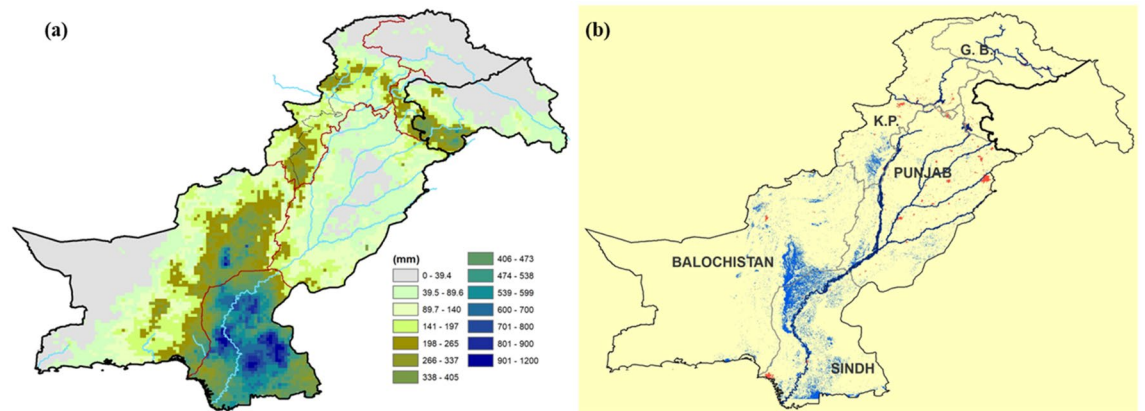 (a)
(mm)
0 - 39.4
39.5 - 89.6
89.7 - 140
141 - 197
198 - 265
266 - 337
338 - 405
406 - 473
474 - 538
539 - 599
600 - 700
701 - 800
801 - 900
901 - 1200
(b)
G. B.
K.P.
PUNJAB
BALOCHISTAN
SINDH